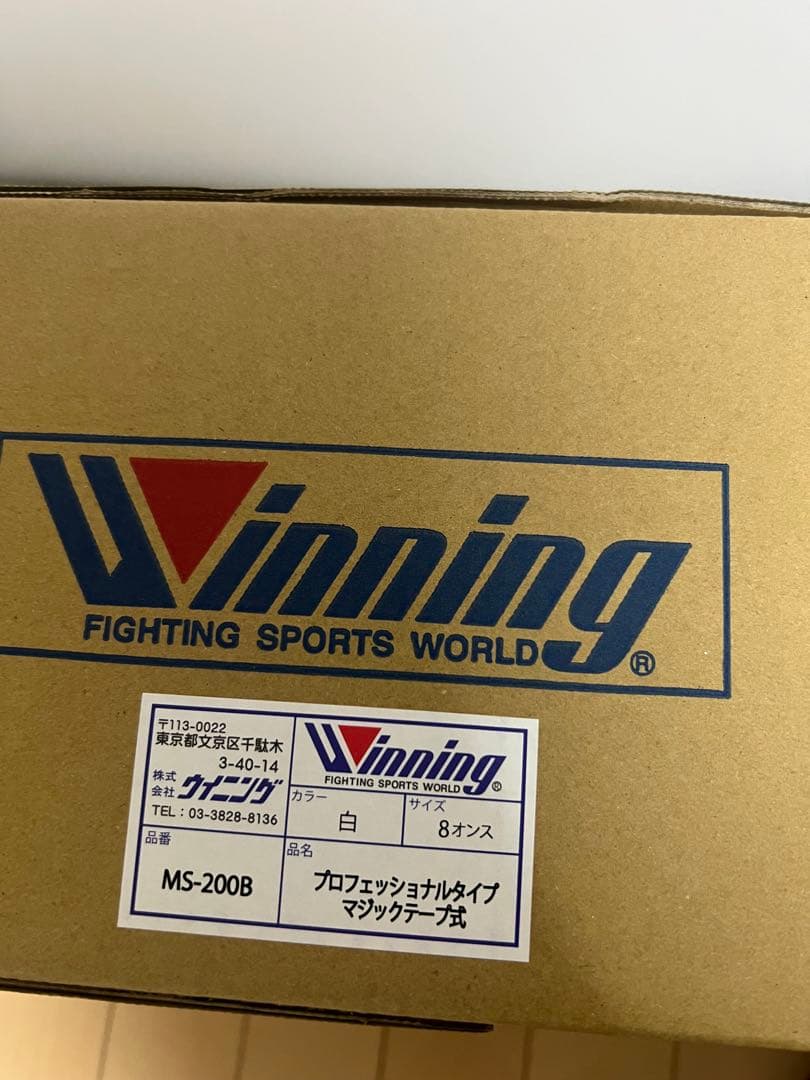 Winning
FIGHTING SPORTS WORLD®
〒113-0022
東京都文京区千駄木
3-40-14
株式会社 ウイニング
TEL：03-3828-8136
Winning
FIGHTING SPORTS WORLD®
カラー
白
サイズ
8オンス
品番
MS-200B
品名
プロフェッショナルタイプ
マジックテープ式